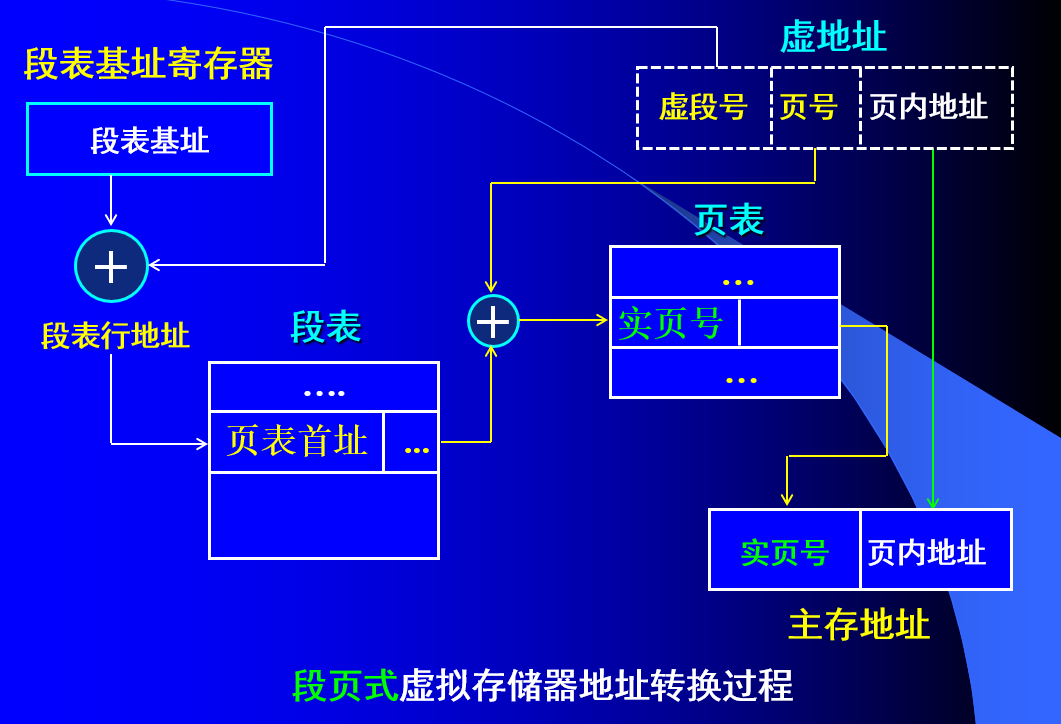 虚地址
段表基址寄存器
虚段号 页号 页内地址
段表基址
页表
…
段表
实页号
段表行地址
…
….
页表首址 …
实页号 页内地址
主存地址
段页式虚拟存储器地址转换过程